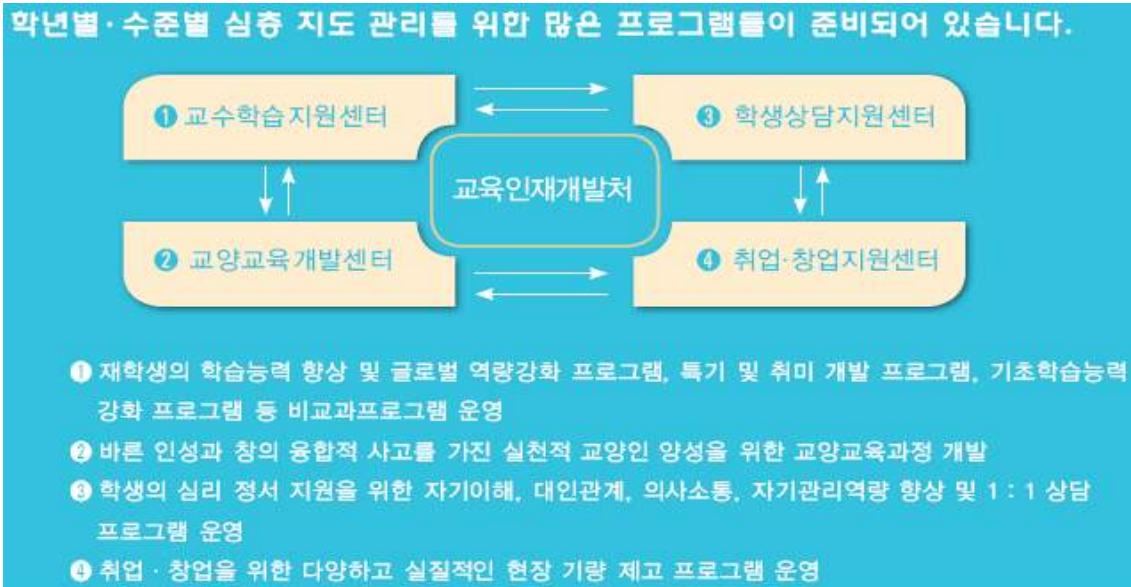 학년별·수준별 심층 지도 관리를 위한 많은 프로그램들이 준비되어 있습니다.
❶ 교수학습지원센터
❸ 학생상담지원센터
교육인재개발처
❷ 교양교육개발센터
❹ 취업·창업지원센터
❶ 재학생의 학습능력 향상 및 글로벌 역량강화 프로그램, 특기 및 취미 개발 프로그램, 기초학습능력
강화 프로그램 등 비교과프로그램 운영
❷ 바른 인성과 창의 융합적 사고를 가진 실천적 교양인 양성을 위한 교양교육과정 개발
❸ 학생의 심리 정서 지원을 위한 자기이해, 대인관계, 의사소통, 자기관리역량 향상 및 1 : 1 상담
프로그램 운영
❹ 취업 · 창업을 위한 다양하고 실질적인 현장 기량 제고 프로그램 운영